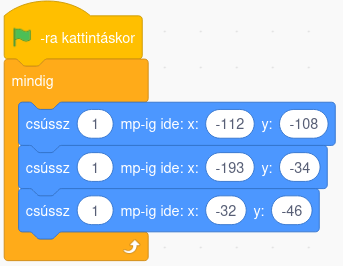 -ra kattintáskor
mindig
csússz 1 mp-ig ide: x: -112 y: -108
csússz 1 mp-ig ide: x: -193 y: -34
csússz 1 mp-ig ide: x: -32 y: -46